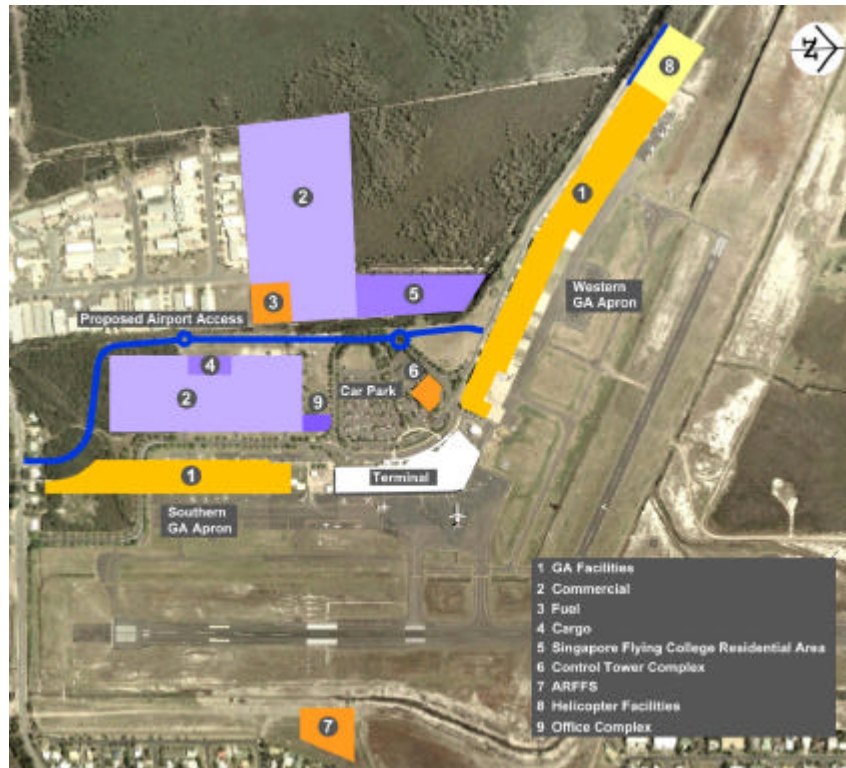 N
8
2
1
5
3
Western
GA Apron
Proposed Airport Access
6
4
Car Park
2
9
1
Terminal
Southern
GA Apron
1 GA Facilities
2 Commercial
3 Fuel
4 Cargo
5 Singapore Flying College Residential Area
6 Control Tower Complex
7 ARFFS
8 Helicopter Facilities
9 Office Complex
7